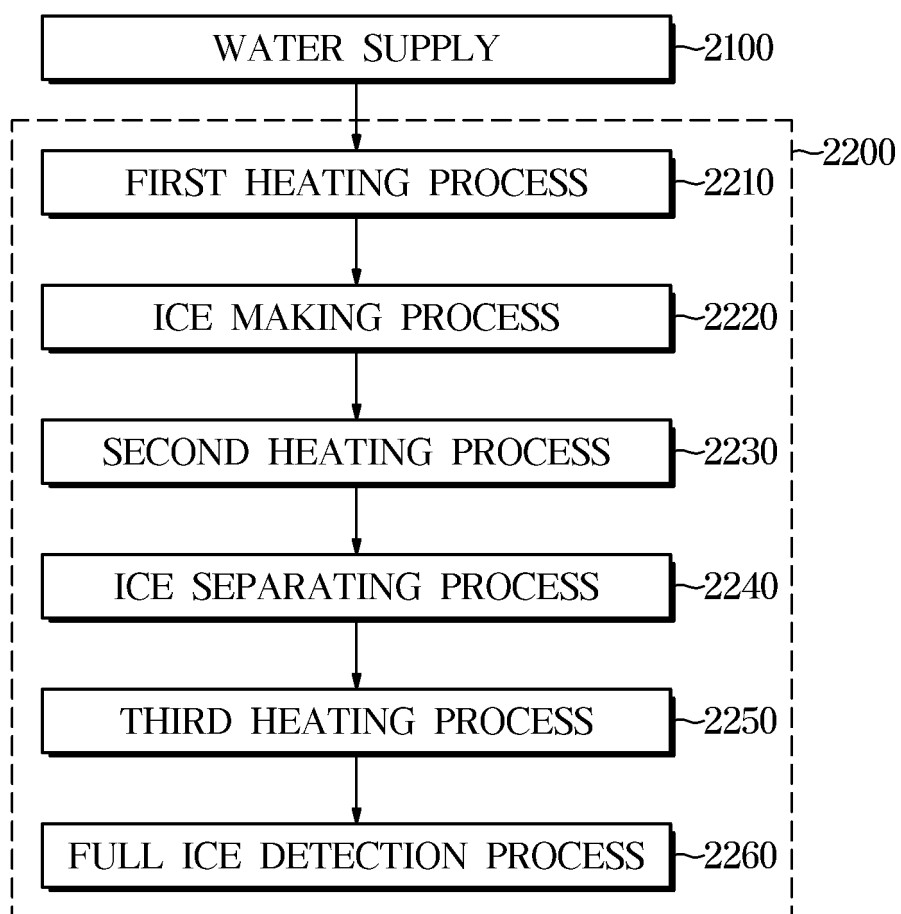 WATER SUPPLY 2100
2200
FIRST HEATING PROCESS 2210
ICE MAKING PROCESS 2220
SECOND HEATING PROCESS 2230
ICE SEPARATING PROCESS 2240
THIRD HEATING PROCESS 2250
FULL ICE DETECTION PROCESS 2260